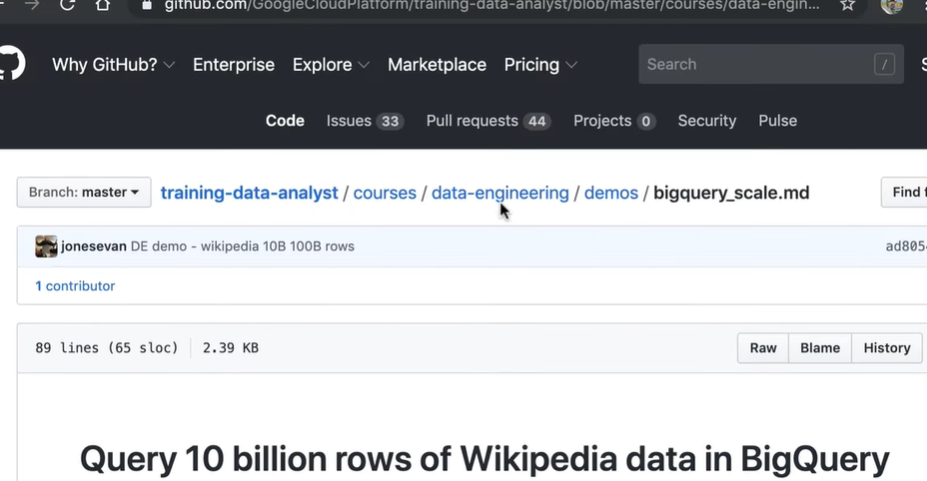 github.com/GoogleCloudPlatform/training-data-analyst/blob/master/courses/data-engin...
Why GitHub? Enterprise Explore Marketplace Pricing Search /
Code Issues 33 Pull requests 44 Projects 0 Security Pulse
Branch: master training-data-analyst / courses / data-engineering / demos / bigquery_scale.md Find
jonesevan DE demo - wikipedia 10B 100B rows ad805
1 contributor
89 lines (65 sloc) 2.39 KB Raw Blame History
Query 10 billion rows of Wikipedia data in BigQuery